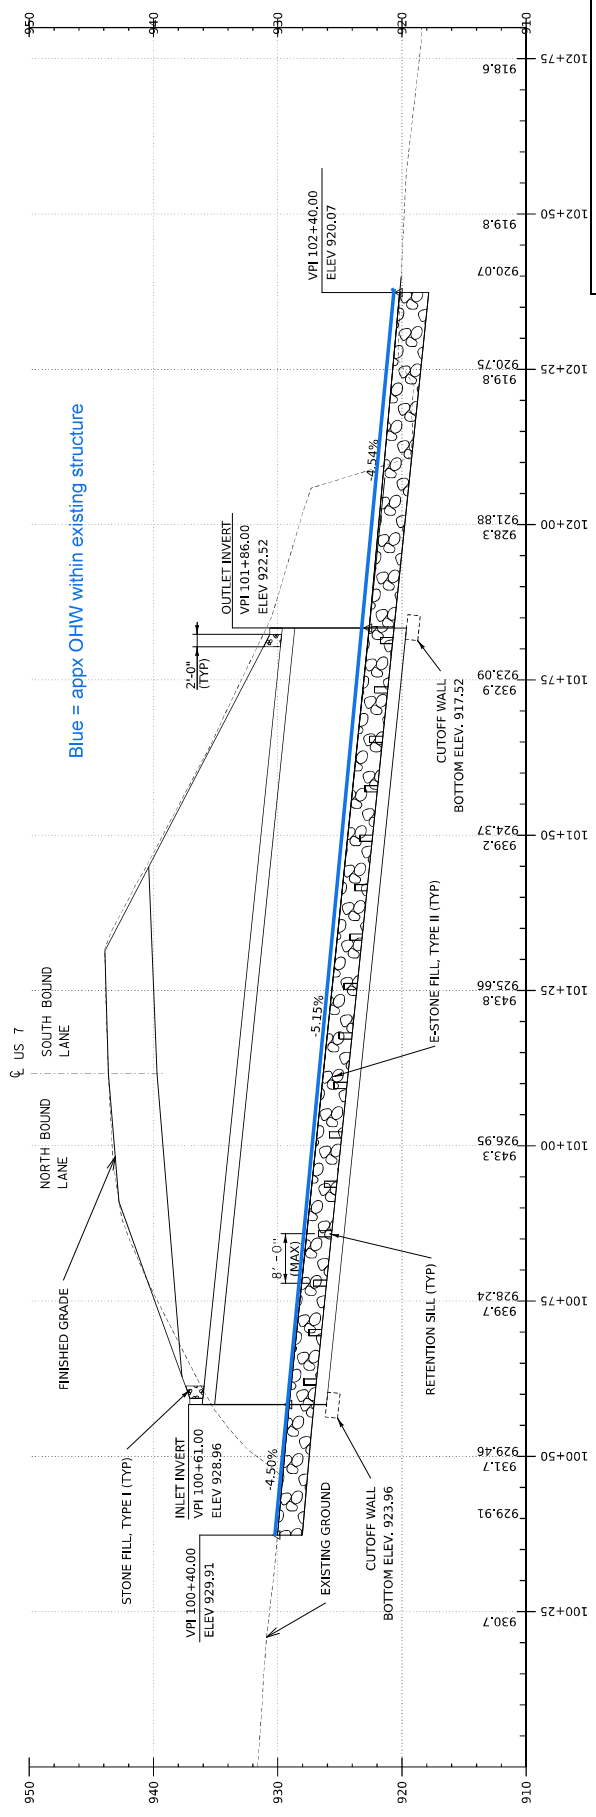 950
940
930
920
910
102+75
918.6
102+50
919.8
920.07
VPI 102+40.00
ELEV 920.07
102+25
920.75
919.8
-4.54%
Blue = appx OHW within existing structure
102+00
921.88
928.3
OUTLET INVERT
VPI 101+86.00
ELEV 922.52
2'-0"
(TYP)
101+75
923.09
932.9
CUTOFF WALL
BOTTOM ELEV. 917.52
101+50
924.37
939.2
E-STONE FILL, TYPE II (TYP)
101+25
925.66
943.8
-5.15%
℄ US 7
SOUTH BOUND
LANE
NORTH BOUND
LANE
101+00
926.95
943.3
8'-0"
(MAX)
FINISHED GRADE
RETENTION SILL (TYP)
100+75
928.24
939.7
STONE FILL, TYPE I (TYP)
INLET INVERT
VPI 100+61.00
ELEV 928.96
-4.50%
100+50
929.46
931.7
929.91
VPI 100+40.00
ELEV 929.91
EXISTING GROUND
CUTOFF WALL
BOTTOM ELEV. 923.96
100+25
930.7
950
940
930
920
910